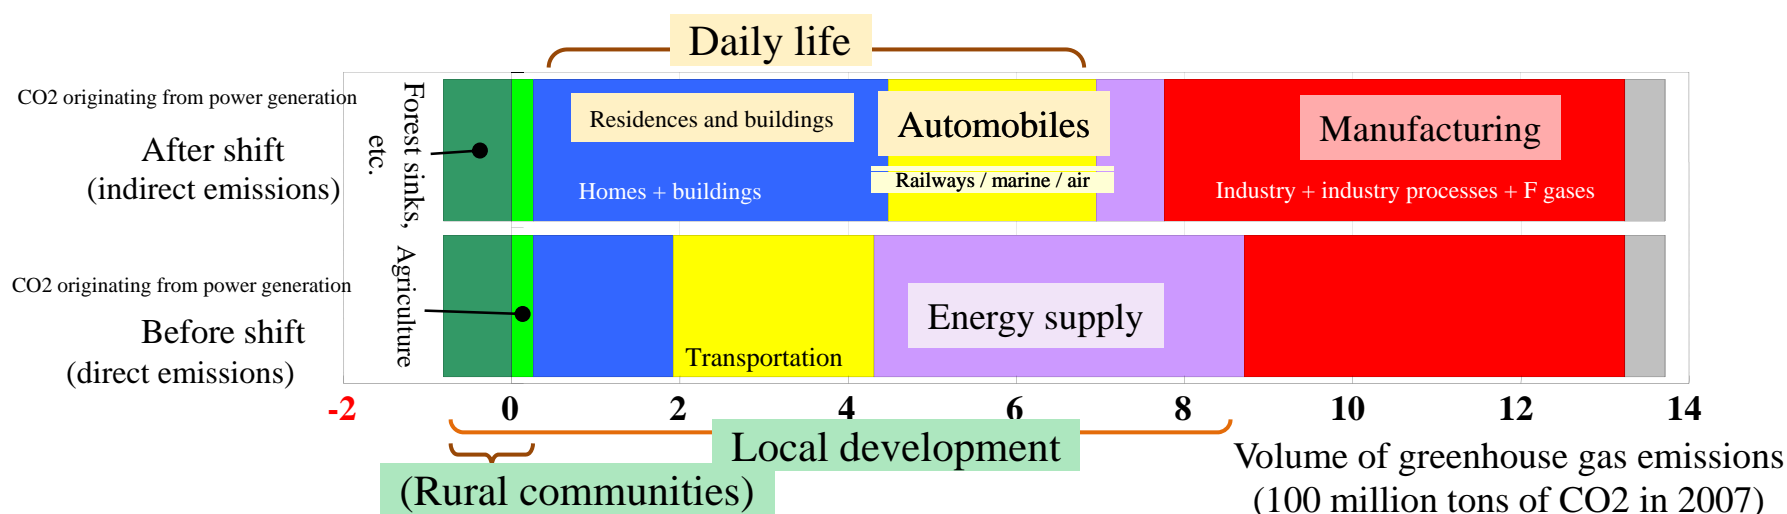 Daily life
CO2 originating from power generation
After shift
(indirect emissions)
Forest sinks,
etc.
Residences and buildings
Homes + buildings
Automobiles
Railways / marine / air
Manufacturing
Industry + industry processes + F gases
CO2 originating from power generation
Before shift
(direct emissions)
Agriculture
Transportation
Energy supply
-2 0 2 4 6 8 10 12 14
Local development
(Rural communities)
Volume of greenhouse gas emissions
(100 million tons of CO2 in 2007)